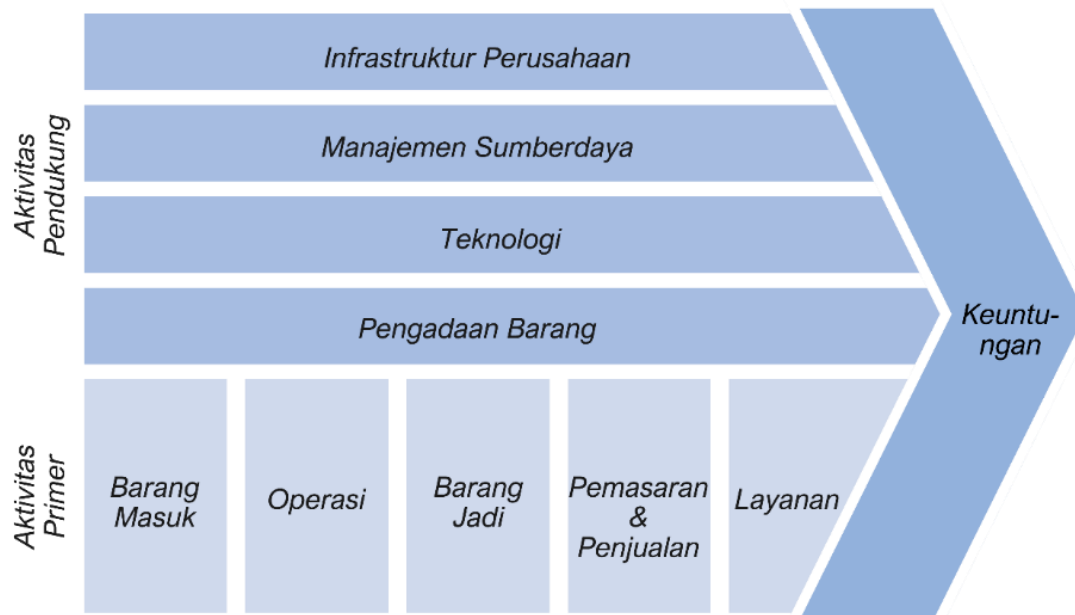 Aktivitas
Pendukung
Infrastruktur Perusahaan
Manajemen Sumberdaya
Teknologi
Pengadaan Barang
Keuntu-
ngan
Aktivitas
Primer
Barang
Masuk
Operasi
Barang
Jadi
Pemasaran
&
Penjualan
Layanan